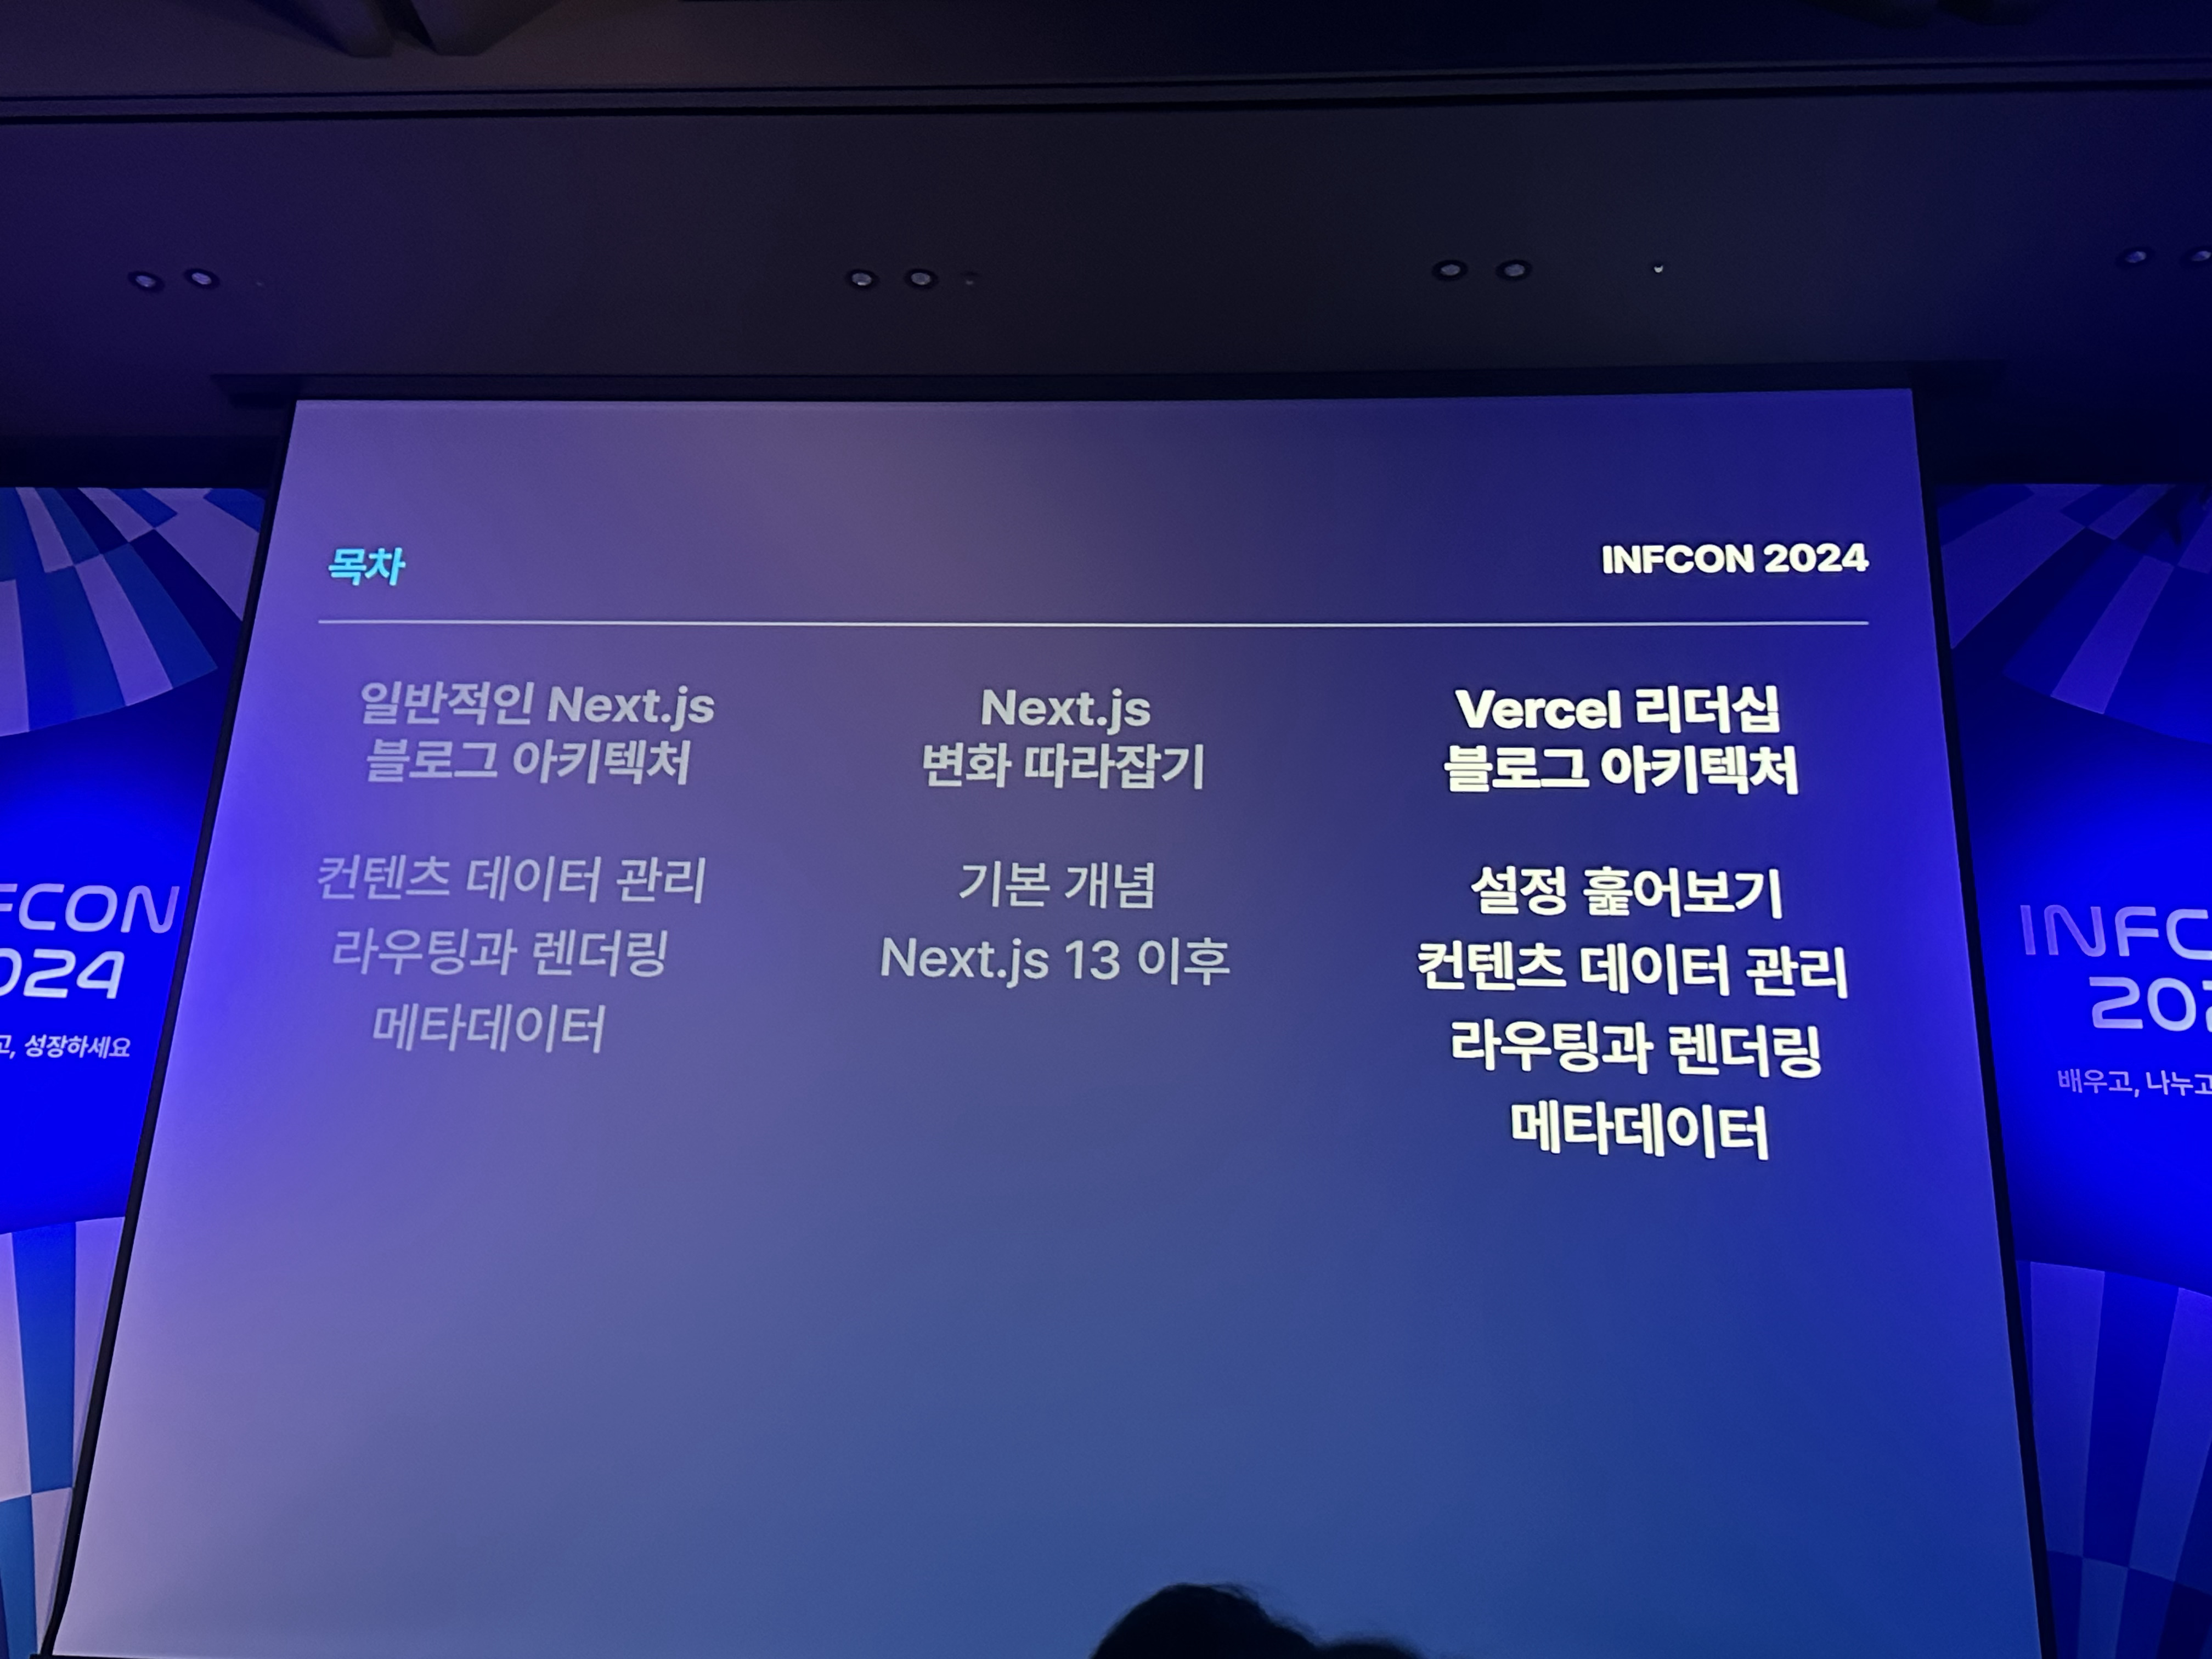 목차
INFCON 2024
일반적인 Next.js
블로그 아키텍처
컨텐츠 데이터 관리
라우팅과 렌더링
메타데이터
Next.js
변화 따라잡기
기본 개념
Next.js 13 이후
Vercel 리더십
블로그 아키텍처
설정 훑어보기
컨텐츠 데이터 관리
라우팅과 렌더링
메타데이터
FCON
024
고, 성장하세요
INFC
202
배우고, 나누고